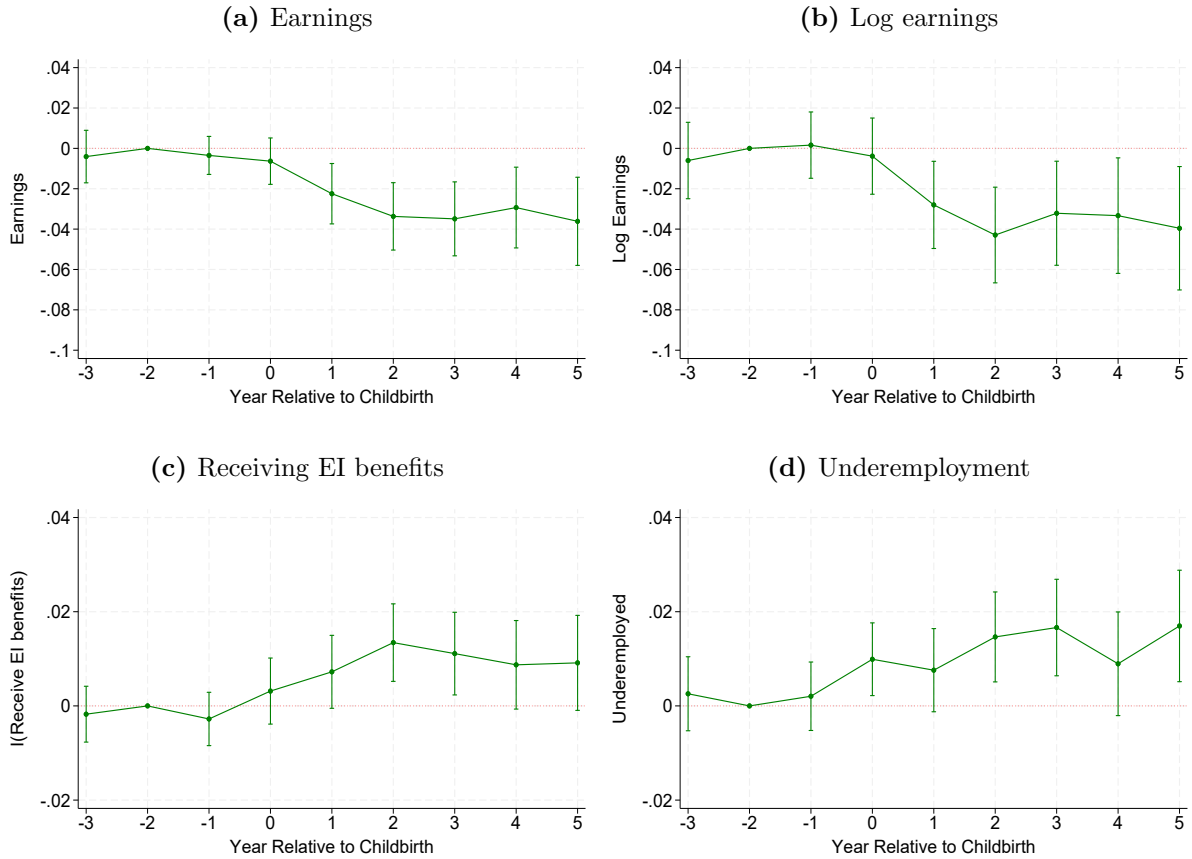 (a) Earnings
.04
.02
0
-.02
-.04
-.06
-.08
-.1
Earnings
-3 -2 -1 0 1 2 3 4 5
Year Relative to Childbirth
(b) Log earnings
.04
.02
0
-.02
-.04
-.06
-.08
-.1
Log Earnings
-3 -2 -1 0 1 2 3 4 5
Year Relative to Childbirth
(c) Receiving EI benefits
.04
.02
0
-.02
I(Receive EI benefits)
-3 -2 -1 0 1 2 3 4 5
Year Relative to Childbirth
(d) Underemployment
.04
.02
0
-.02
Underemployed
-3 -2 -1 0 1 2 3 4 5
Year Relative to Childbirth